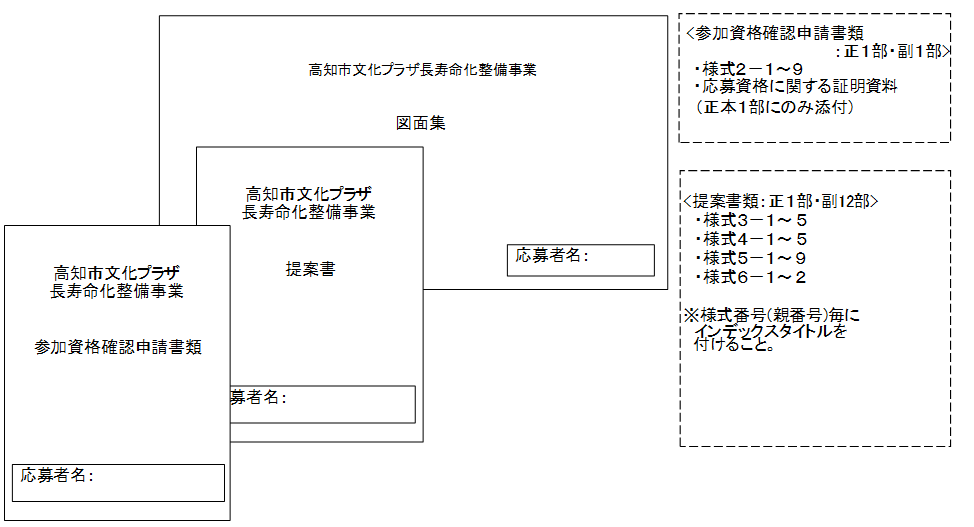 高知市文化プラザ長寿命化整備事業
図面集
応募者名：
高知市文化プラザ
長寿命化整備事業
提案書
募者名：
高知市文化プラザ
長寿命化整備事業
参加資格確認申請書類
応募者名：
<参加資格確認申請書類
：正１部・副１部>
・様式２－１～９
・応募資格に関する証明資料
（正本１部にのみ添付）
<提案書類：正１部・副12部>
・様式３－１～５
・様式４－１～５
・様式５－１～９
・様式６－１～２
※様式番号(親番号)毎に
インデックスタイトルを
付けること。